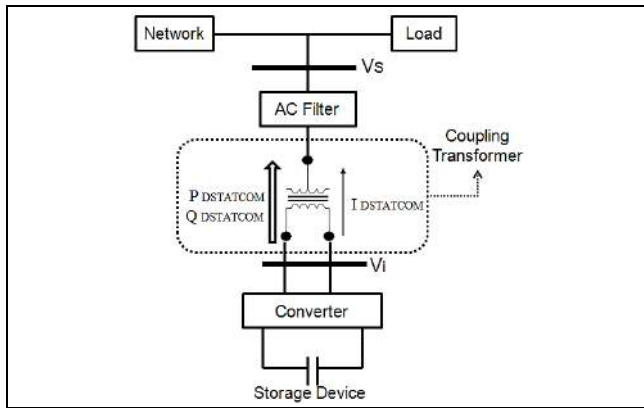 Network
Load
Vs
AC Filter
Coupling
Transformer
P DSTATCOM
Q DSTATCOM
I DSTATCOM
Vi
Converter
Storage Device